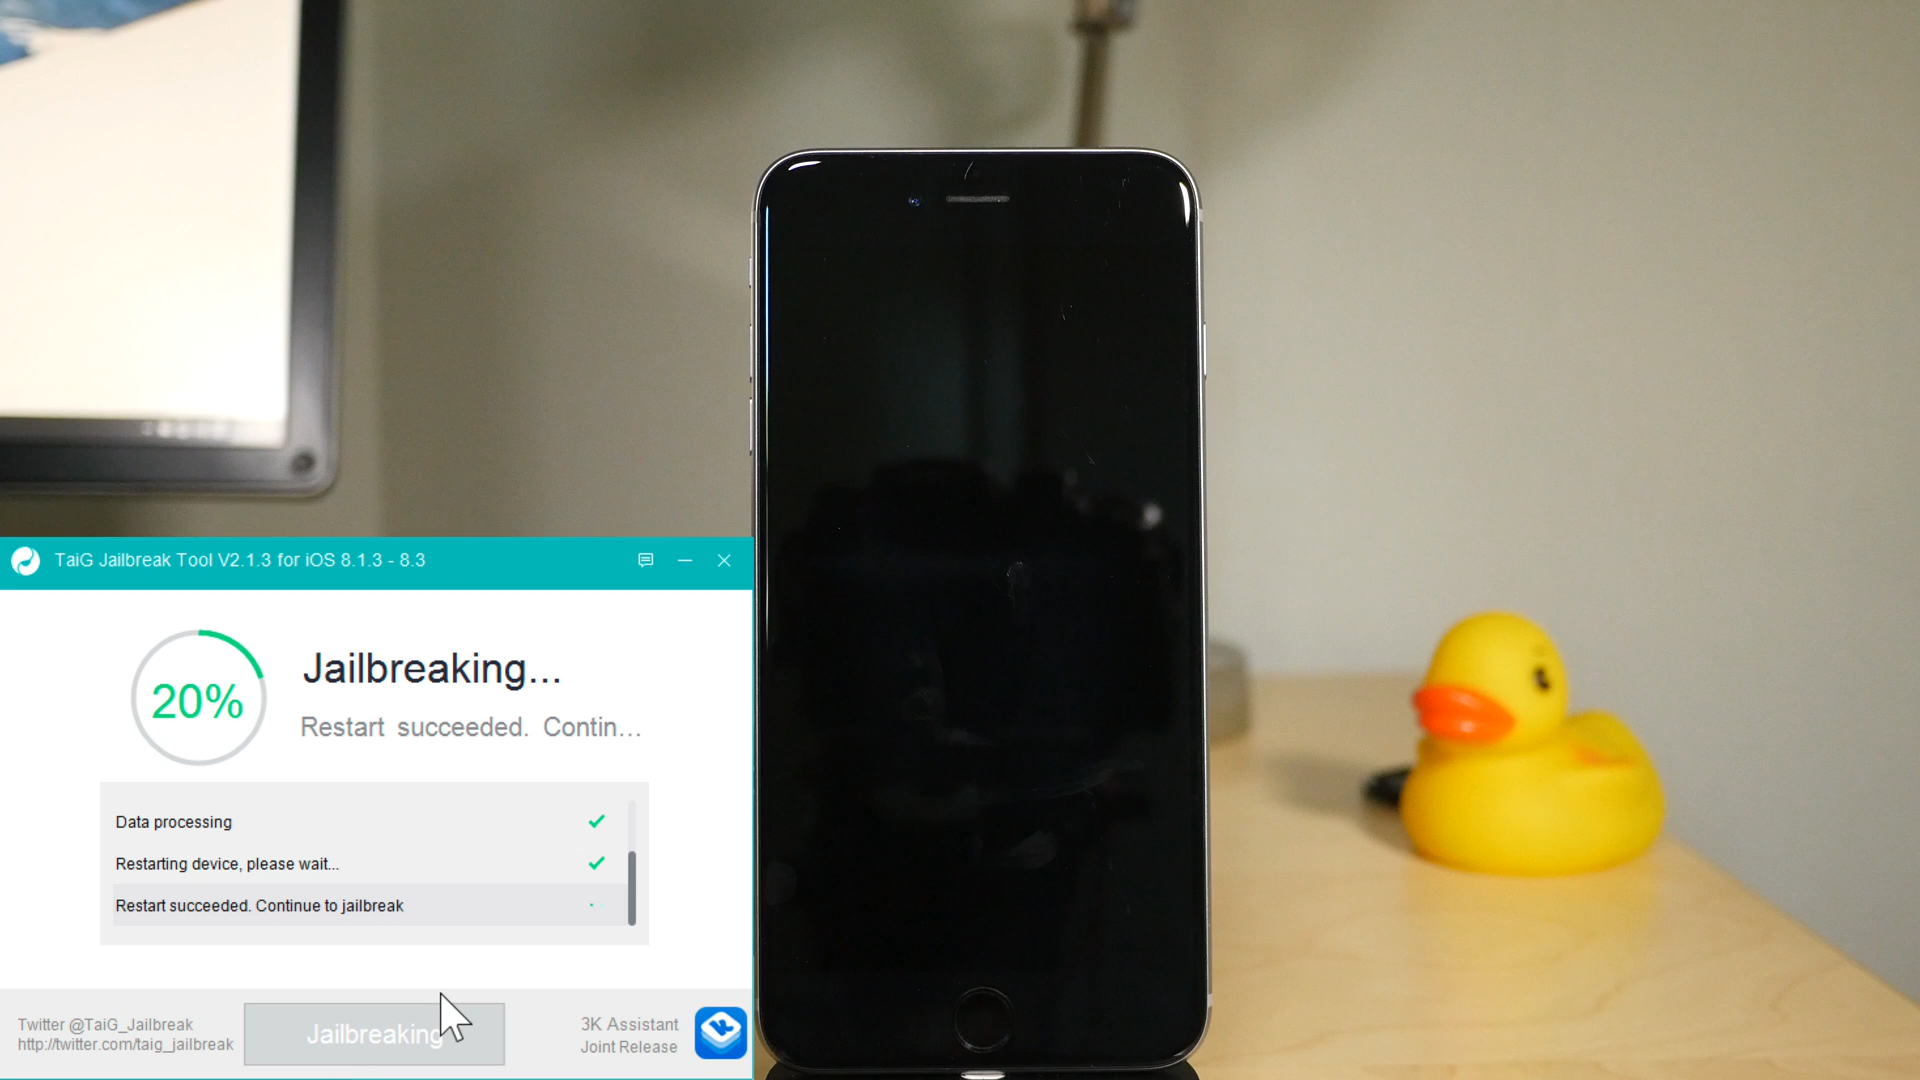 TaiG Jailbreak Tool V2.1.3 for iOS 8.1.3 - 8.3
20%
Jailbreaking...
Restart succeeded. Contin...
Data processing
Restarting device, please wait...
Restart succeeded. Continue to jailbreak
Twitter @TaiG_Jailbreak
http://twitter.com/taig_jailbreak
Jailbreaking
3K Assistant
Joint Release